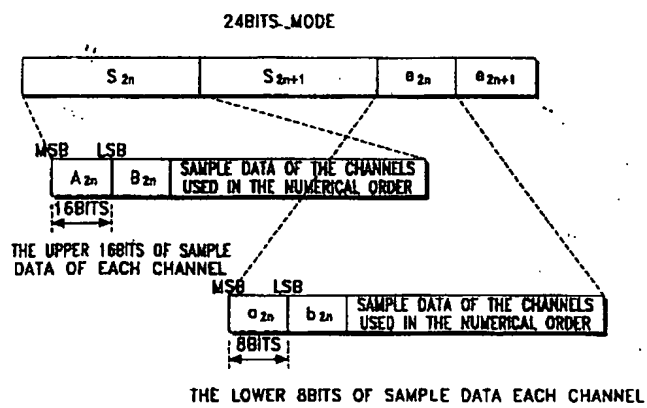 24BITS_MODE
S2n S2n+1 e2n e2n+1
MSB LSB
A2n B2n SAMPLE DATA OF THE CHANNELS
USED IN THE NUMERICAL ORDER
16BITS
THE UPPER 16BITS OF SAMPLE
DATA OF EACH CHANNEL
MSB LSB
a2n b2n SAMPLE DATA OF THE CHANNELS
USED IN THE NUMERICAL ORDER
8BITS
THE LOWER 8BITS OF SAMPLE DATA EACH CHANNEL